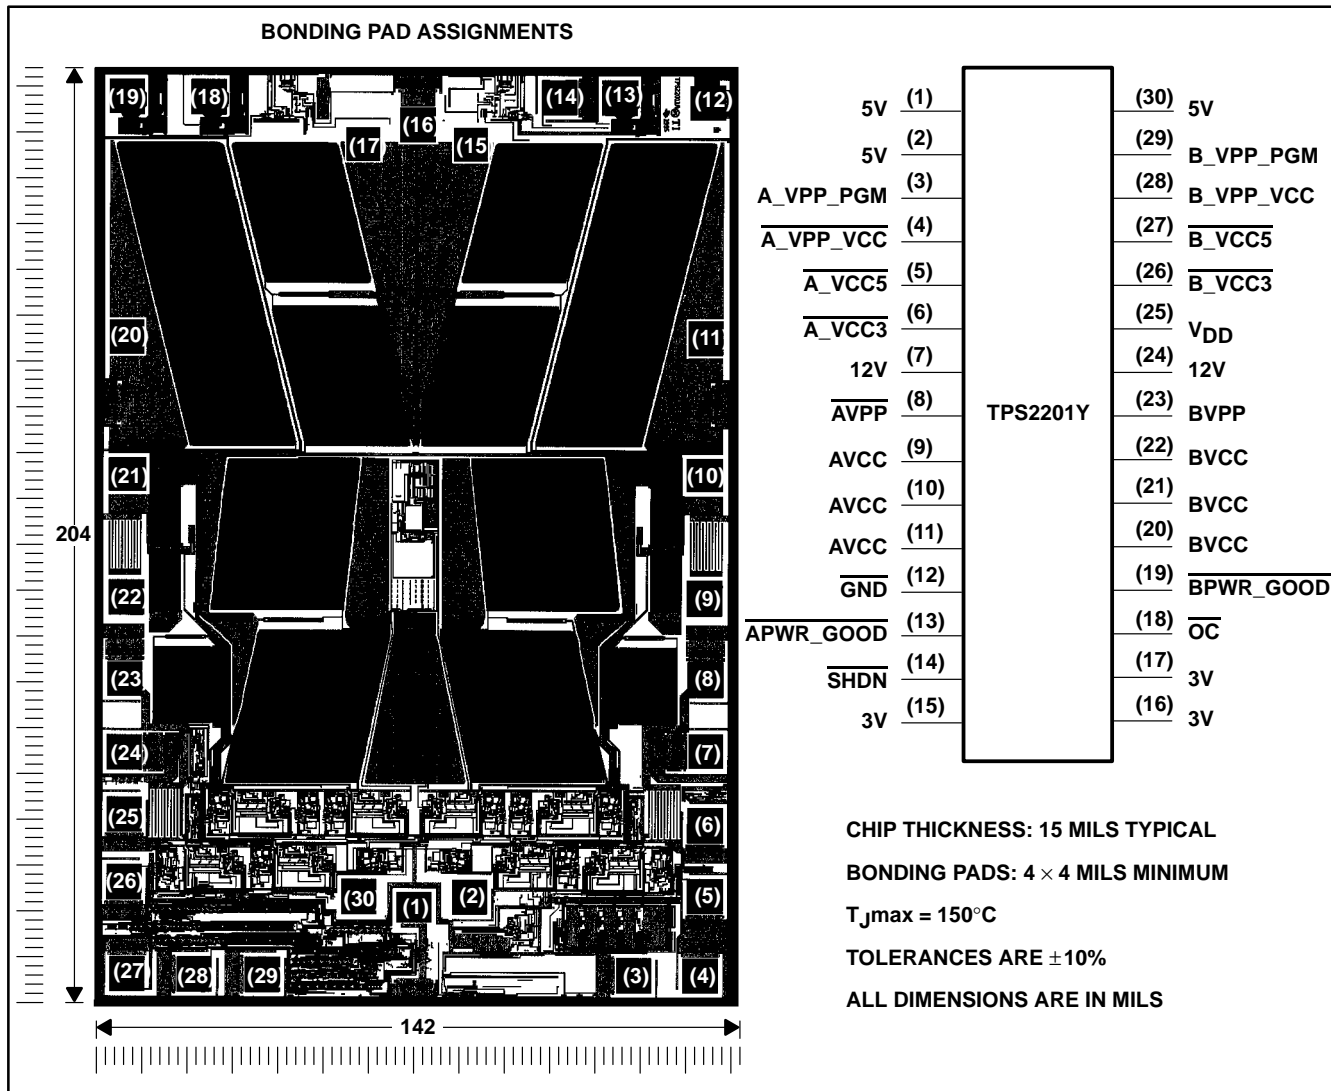 BONDING PAD ASSIGNMENTS
(19) (18) (17) (16) (15) (14) (13) (12)
(20) (11)
(21) (10)
204
(22) (9)
(23) (8)
(24) (7)
(25) (6)
(26) (30) (1) (2) (5)
(27) (28) (29) (3) (4)
142
5V (1) (30) 5V
5V (2) (29) B_VPP_PGM
A_VPP_PGM (3) (28) B_VPP_VCC
A_VPP_VCC (4) (27) B_VCC5
A_VCC5 (5) (26) B_VCC3
A_VCC3 (6) (25) VDD
12V (7) (24) 12V
AVPP (8) TPS2201Y (23) BVPP
AVCC (9) (22) BVCC
AVCC (10) (21) BVCC
AVCC (11) (20) BVCC
GND (12) (19) BPWR_GOOD
APWR_GOOD (13) (18) OC
SHDN (14) (17) 3V
3V (15) (16) 3V
CHIP THICKNESS: 15 MILS TYPICAL
BONDING PADS: 4 × 4 MILS MINIMUM
TJmax = 150°C
TOLERANCES ARE ±10%
ALL DIMENSIONS ARE IN MILS